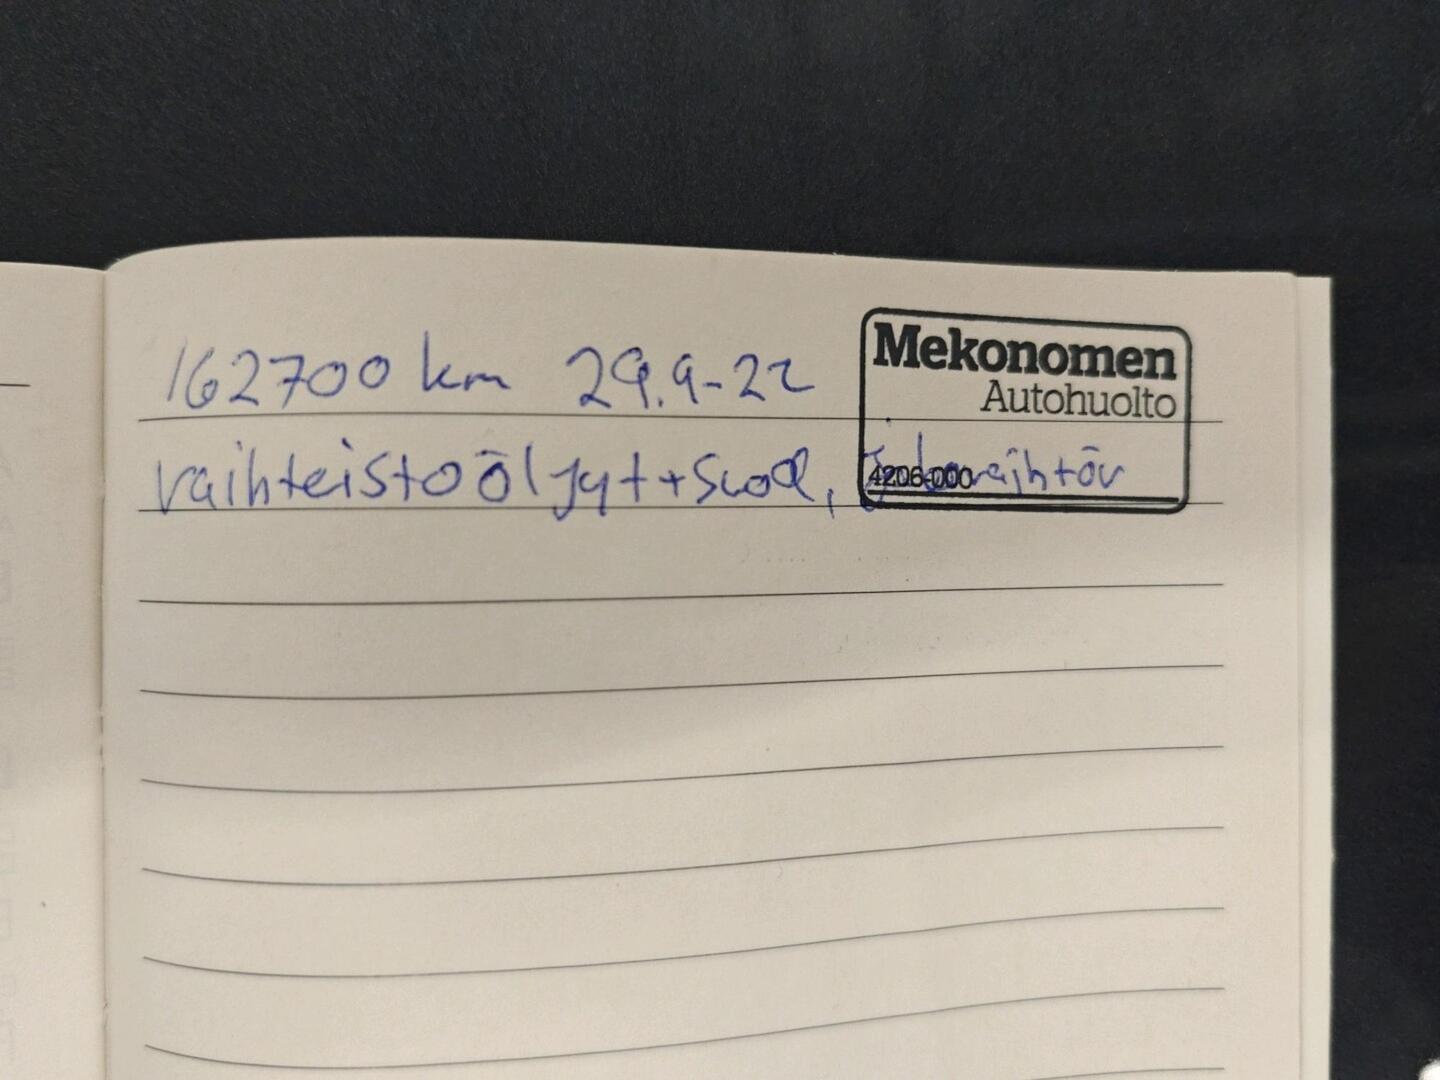 162700 km 29.9-22
Mekonomen
Autohuolto
vaihteistoöljyt+suod,
4206-000